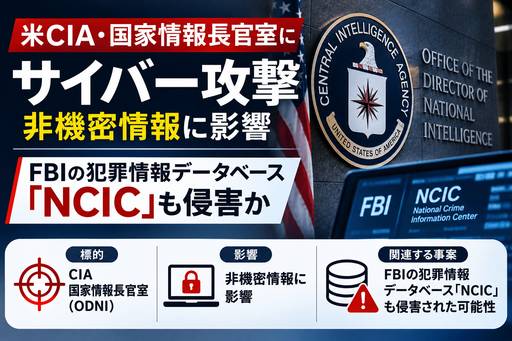 米CIA・国家情報長官室に
サイバー攻撃
非機密情報に影響
FBIの犯罪情報データベース
「NCIC」も侵害か
CENTRAL INTELLIGENCE AGENCY
UNITED STATES OF AMERICA
OFFICE OF THE
DIRECTOR OF
NATIONAL
INTELLIGENCE
FBI
NCIC
National Crime
Information Center
標的
CIA
国家情報長官室
(ODNI)
影響
非機密情報に
影響
関連する事案
FBIの犯罪情報
データベース「NCIC」
も侵害された可能性